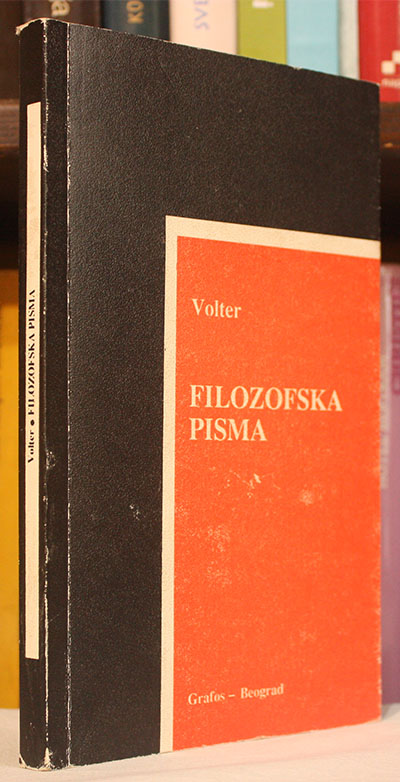 Volter ● FILOZOFSKA PISMA
Volter
FILOZOFSKA
PISMA
Grafos – Beograd